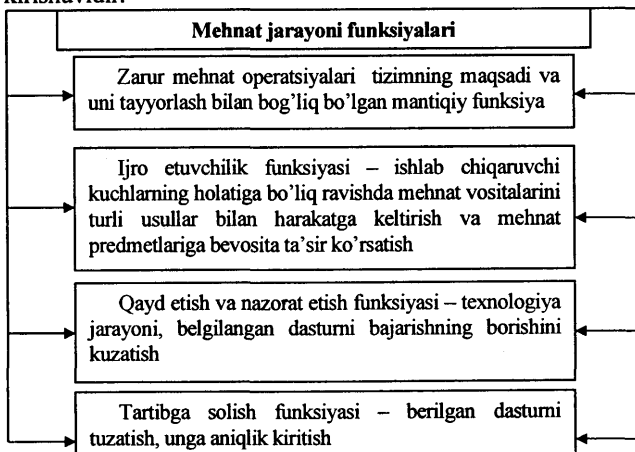 Mehnat jarayoni funksiyalari
Zarur mehnat operatsiyalari tizimning maqsadi va
uni tayyorlash bilan bog'liq bo'lgan mantiqiy funksiya
Ijro etuvchilik funksiyasi – ishlab chiqaruvchi
kuchlarning holatiga bo'liq ravishda mehnat vositalarini
turli usullar bilan harakatga keltirish va mehnat
predmetlariga bevosita ta'sir ko'rsatish
Qayd etish va nazorat etish funksiyasi – texnologiya
jarayoni, belgilangan dasturni bajarishning borishini
kuzatish
Tartibga solish funksiyasi – berilgan dasturni
tuzatish, unga aniqlik kiritish